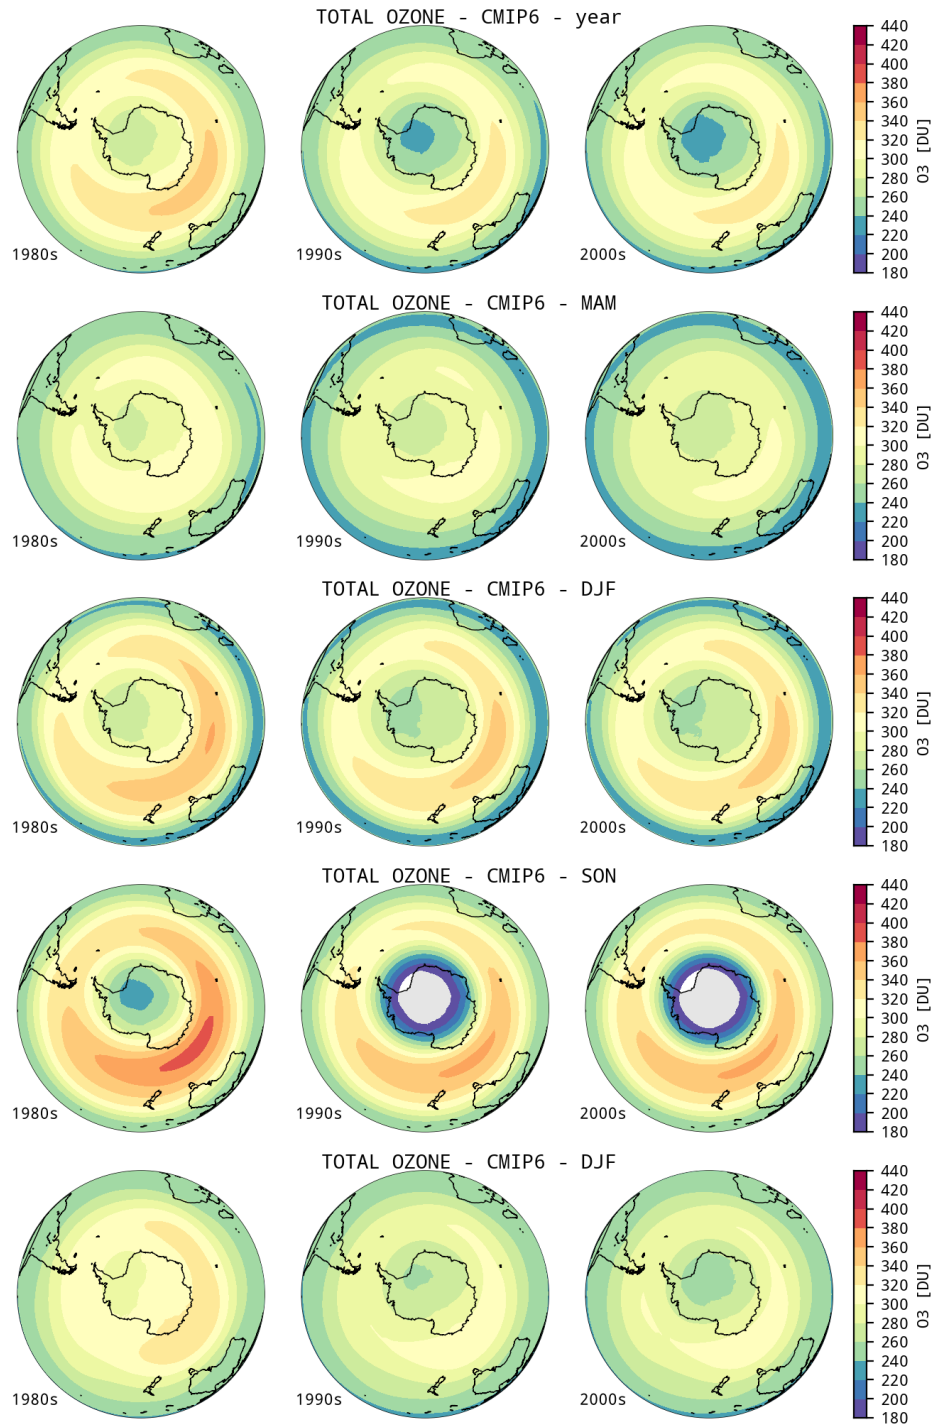 TOTAL OZONE - CMIP6 - year
1980s
1990s
2000s
440
420
400
380
360
340
320
300
280
260
240
220
200
180
O3 [DU]
TOTAL OZONE - CMIP6 - MAM
1980s
1990s
2000s
440
420
400
380
360
340
320
300
280
260
240
220
200
180
O3 [DU]
TOTAL OZONE - CMIP6 - DJF
1980s
1990s
2000s
440
420
400
380
360
340
320
300
280
260
240
220
200
180
O3 [DU]
TOTAL OZONE - CMIP6 - SON
1980s
1990s
2000s
440
420
400
380
360
340
320
300
280
260
240
220
200
180
O3 [DU]
TOTAL OZONE - CMIP6 - DJF
1980s
1990s
2000s
440
420
400
380
360
340
320
300
280
260
240
220
200
180
O3 [DU]